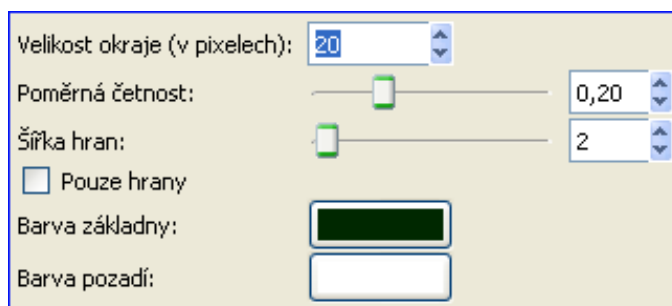 Velikost okraje (v pixelech): 20
Poměrná četnost: 0,20
Šířka hran: 2
Pouze hrany
Barva základny:
Barva pozadí: